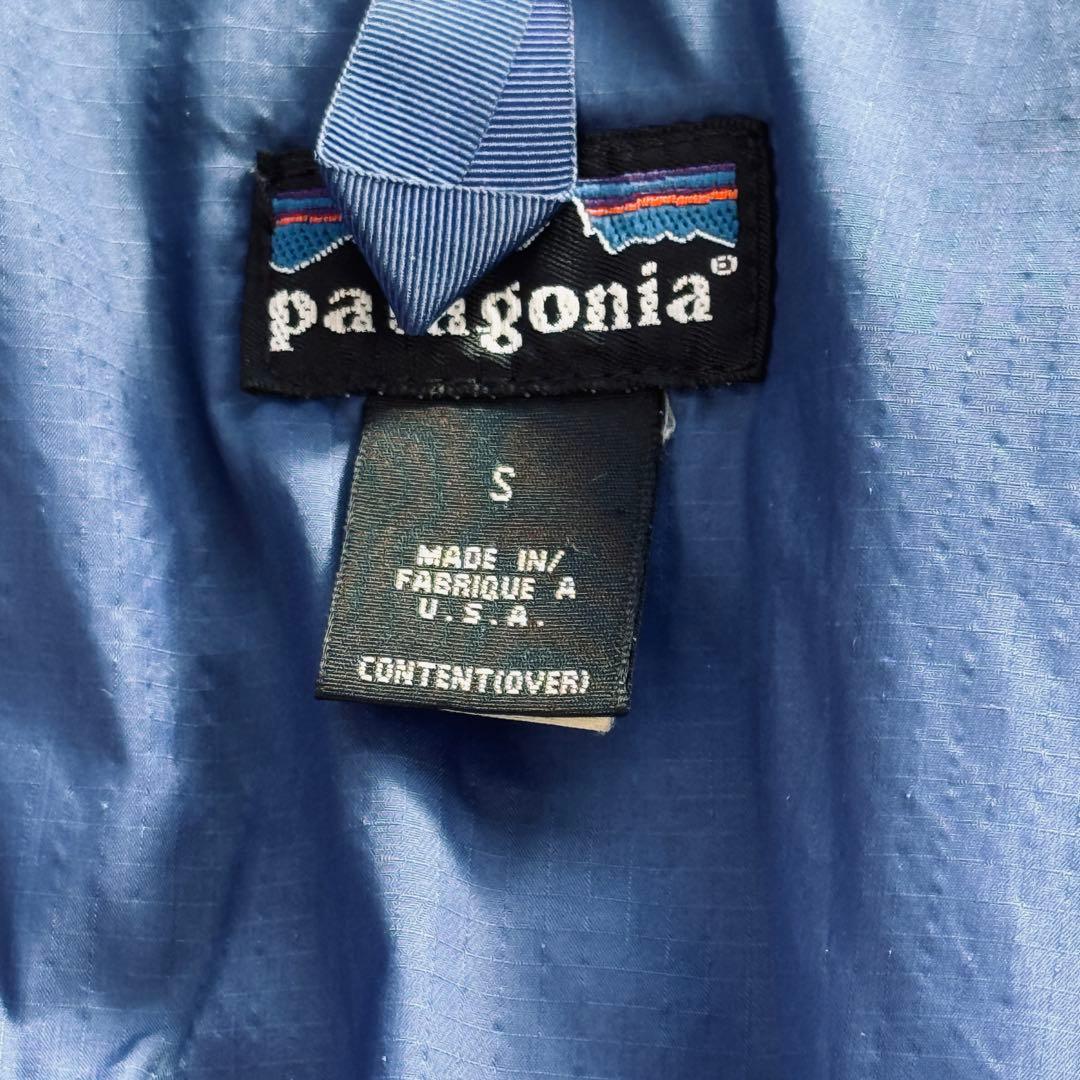 patagonia®
S
MADE IN/
FABRIQUE A
U.S.A.
CONTENT(OVER)